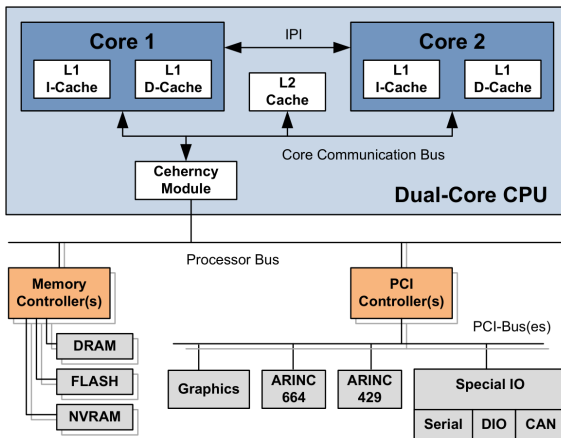 Core 1
IPI
Core 2
L1
I-Cache
L1
D-Cache
L2
Cache
L1
I-Cache
L1
D-Cache
Core Communication Bus
Ceherncy
Module
Dual-Core CPU
Processor Bus
Memory
Controller(s)
PCI
Controller(s)
PCI-Bus(es)
DRAM
FLASH
NVRAM
Graphics
ARINC
664
ARINC
429
Special IO
Serial
DIO
CAN